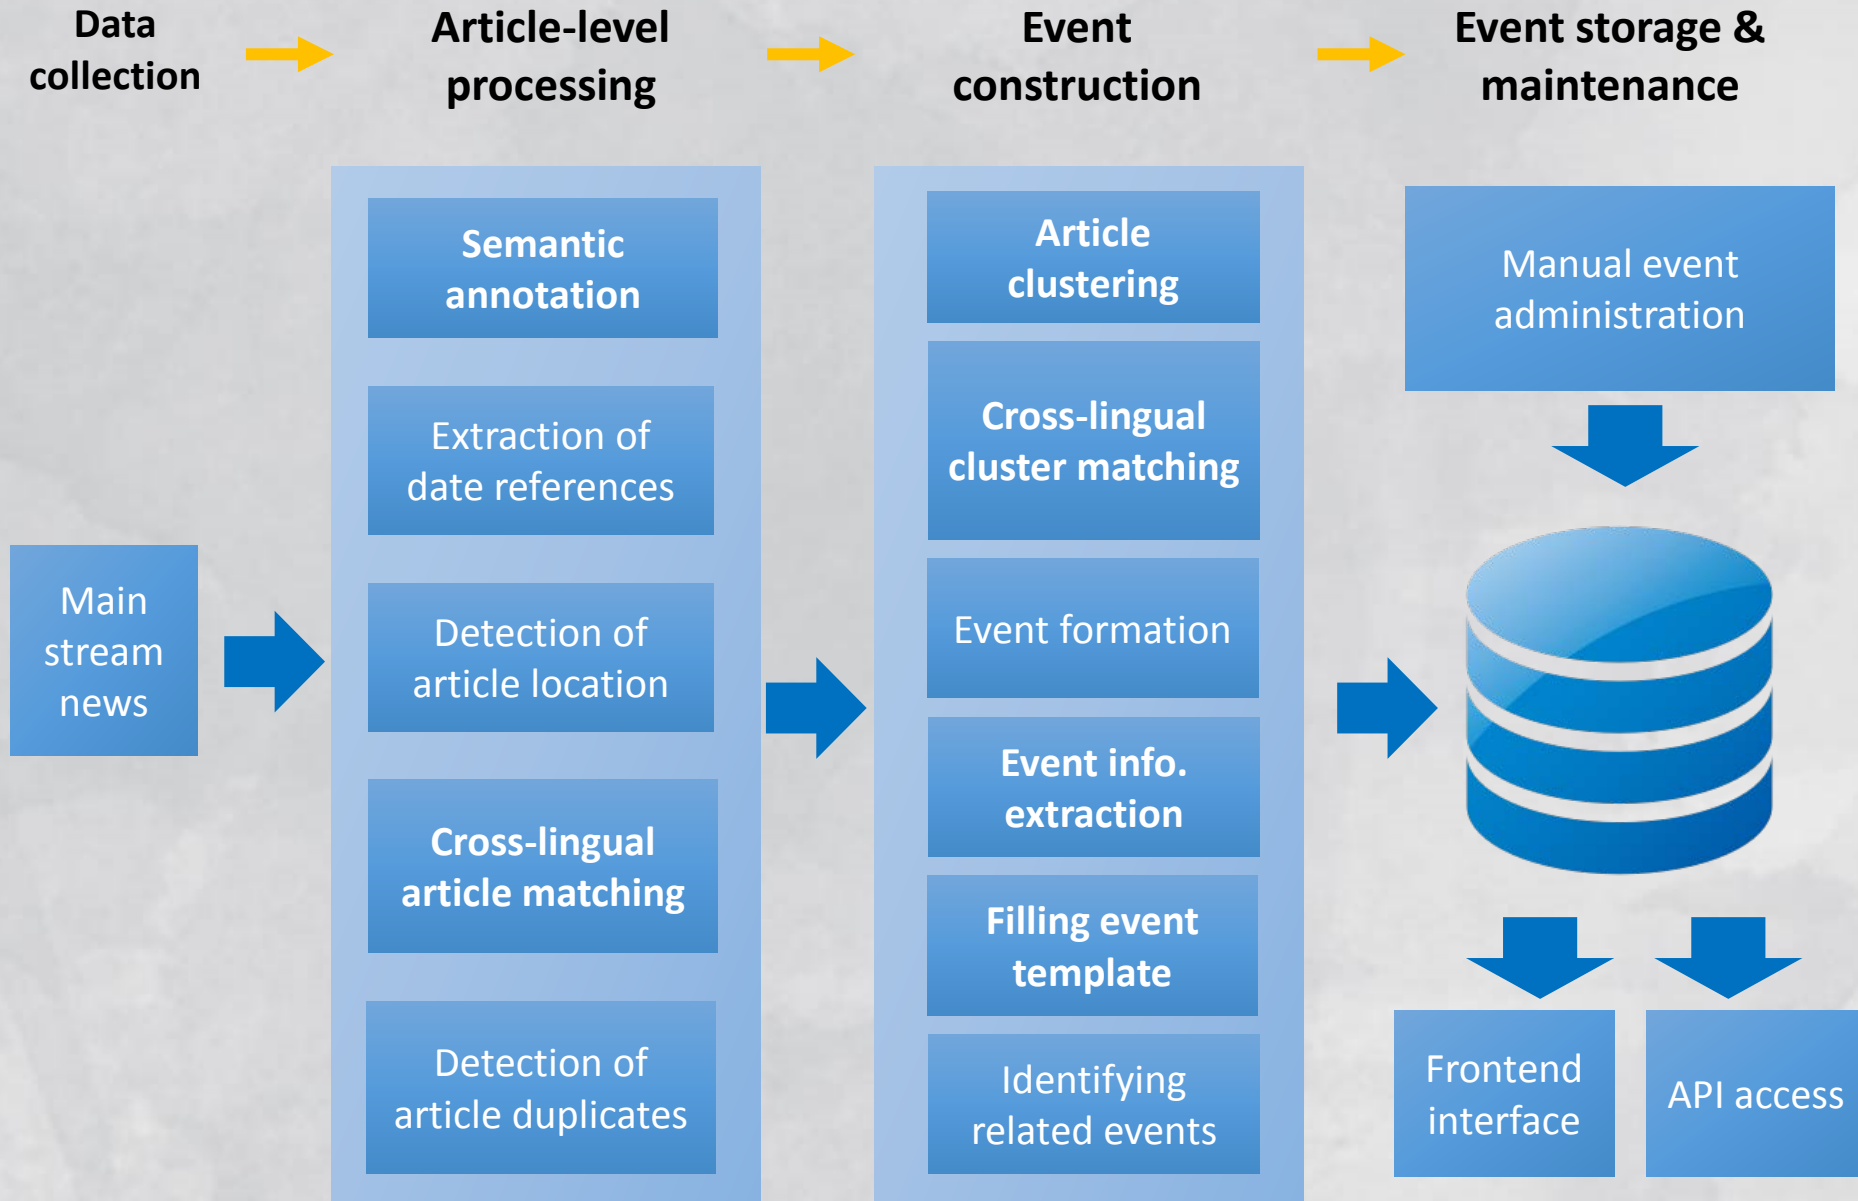 Data
collection
Article-level
processing
Event
construction
Event storage &
maintenance
Main
stream
news
Semantic
annotation
Extraction of
date references
Detection of
article location
Cross-lingual
article matching
Detection of
article duplicates
Article
clustering
Cross-lingual
cluster matching
Event formation
Event info.
extraction
Filling event
template
Identifying
related events
Manual event
administration
Frontend
interface
API access